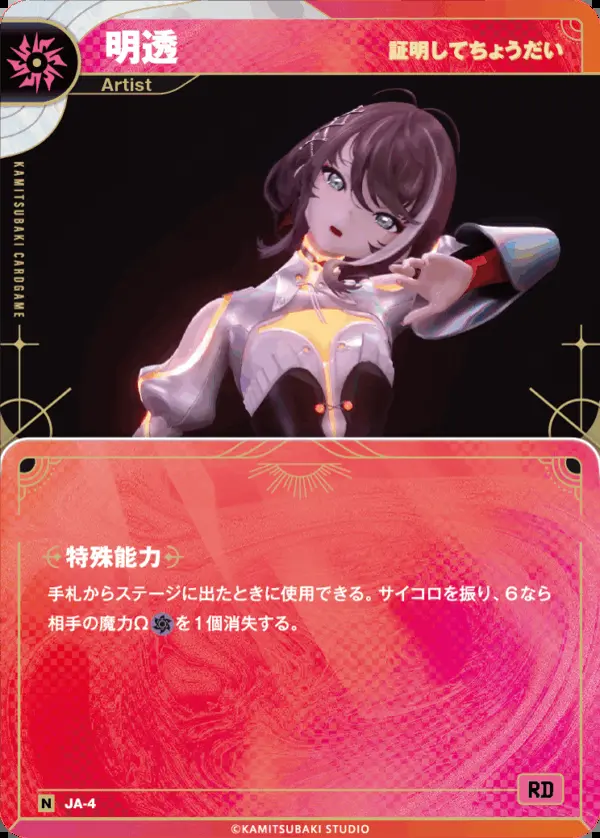 明透
証明してちょうだい
Artist
KAMITSUBAKI CARDGAME
特殊能力
手札からステージに出たときに使用できる。サイコロを振り、6なら
相手の魔力Ωを1個消失する。
N JA-4
RD
©KAMITSUBAKI STUDIO